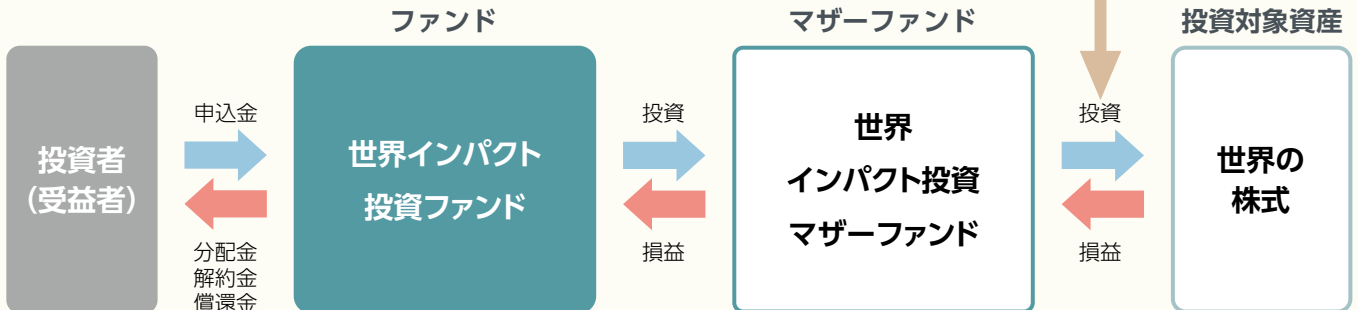 ファンド
マザーファンド
投資対象資産
投資者
(受益者)
申込金
分配金
解約金
償還金
世界インパクト
投資ファンド
投資
損益
世界
インパクト投資
マザーファンド
投資
損益
世界の
株式